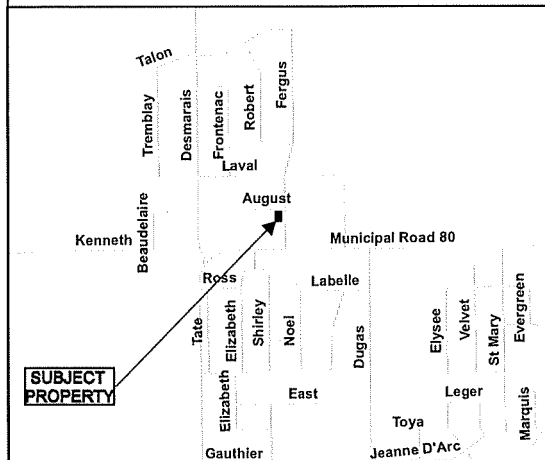 Talon
Tremblay
Desmarais
Frontenac
Robert
Fergus
Laval
August
Beaudelaire
Kenneth
Municipal Road 80
Ross
Labelle
Tate
Elizabeth
Shirley
Noel
Dugas
Elysee
Velvet
St Mary
Evergreen
SUBJECT
PROPERTY
Elizabeth
East
Leger
Marquis
Toya
Gauthier
Jeanne D'Arc